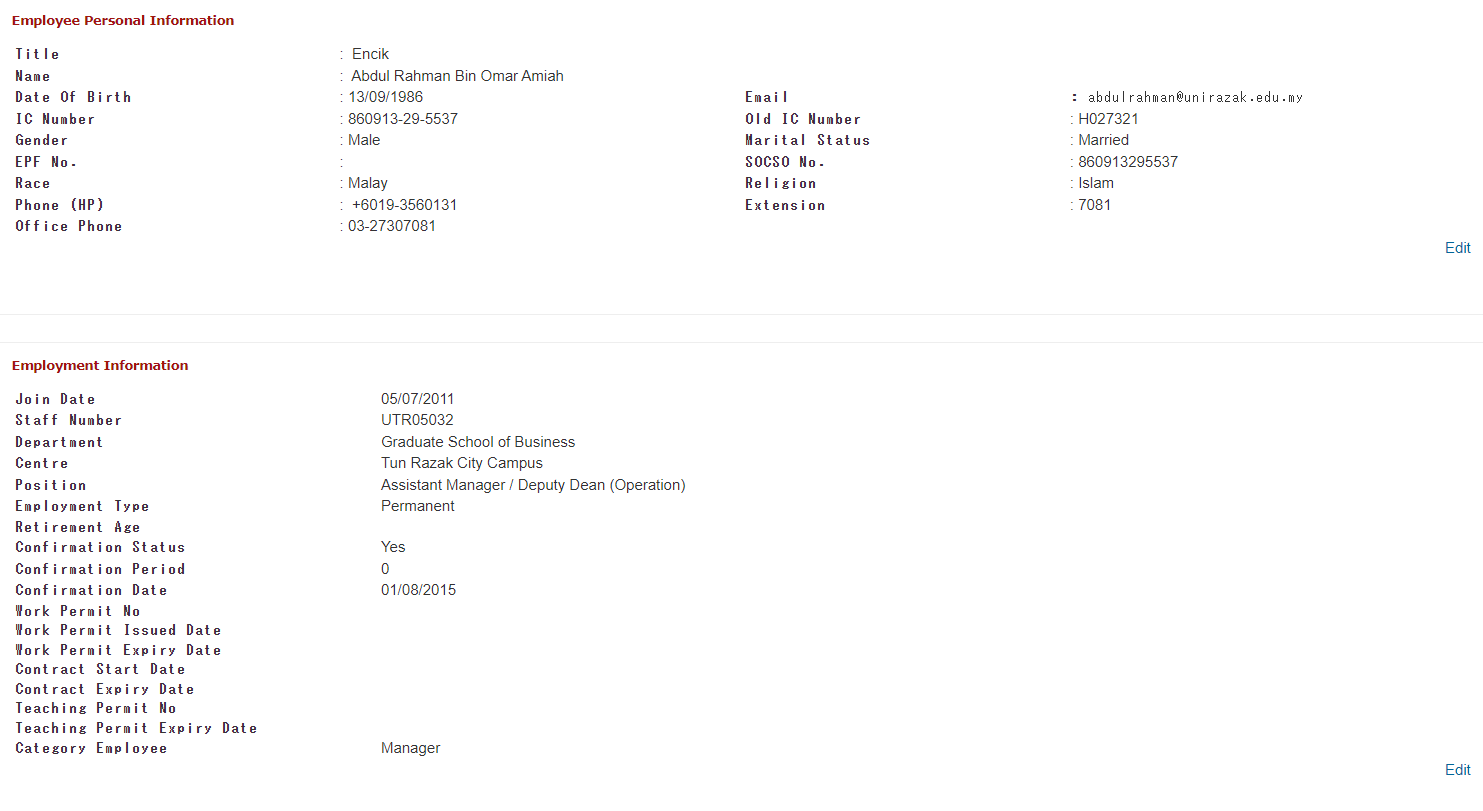 Employee Personal Information
Title : Encik
Name : Abdul Rahman Bin Omar Amiah
Date Of Birth : 13/09/1986 Email : abdulrahman@unirazak.edu.my
IC Number : 860913-29-5537 Old IC Number : H027321
Gender : Male Marital Status : Married
EPF No. : SOCSO No. : 860913295537
Race : Malay Religion : Islam
Phone (HP) : +6019-3560131 Extension : 7081
Office Phone : 03-27307081
Edit
Employment Information
Join Date 05/07/2011
Staff Number UTR05032
Department Graduate School of Business
Centre Tun Razak City Campus
Position Assistant Manager / Deputy Dean (Operation)
Employment Type Permanent
Retirement Age
Confirmation Status Yes
Confirmation Period 0
Confirmation Date 01/08/2015
Work Permit No
Work Permit Issued Date
Work Permit Expiry Date
Contract Start Date
Contract Expiry Date
Teaching Permit No
Teaching Permit Expiry Date
Category Employee Manager
Edit